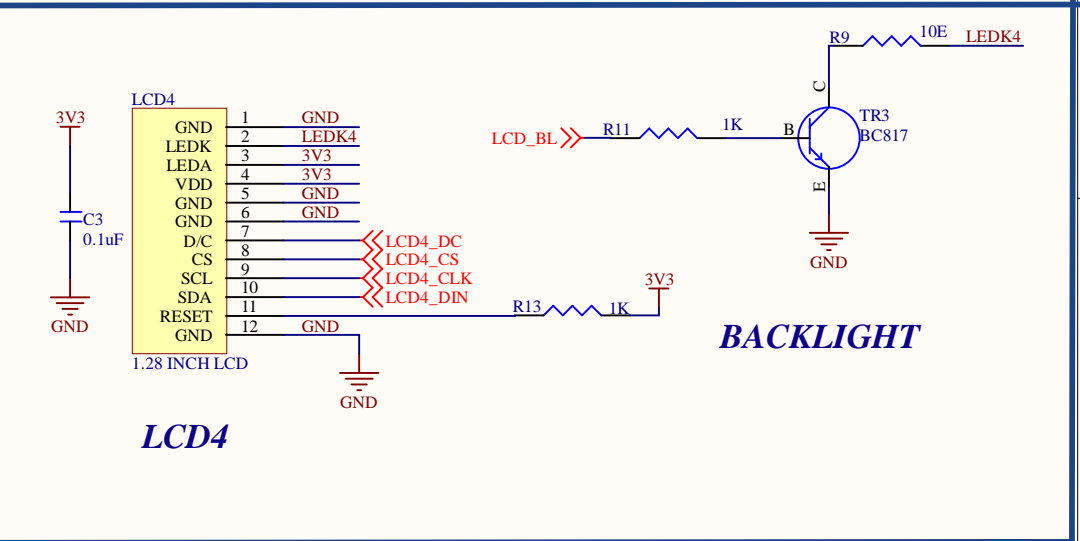 R9
10E
LEDK4
C
TR3
BC817
B
E
GND
LCD_BL
R11
1K
LCD4
3V3
C3
0.1uF
GND
GND 1 GND
LEDK 2 LEDK4
LEDA 3 3V3
VDD 4 3V3
GND 5 GND
GND 6 GND
D/C 7 LCD4_DC
CS 8 LCD4_CS
SCL 9 LCD4_CLK
SDA 10 LCD4_DIN
RESET 11
GND 12 GND
1.28 INCH LCD
GND
R13
1K
3V3
BACKLIGHT
LCD4